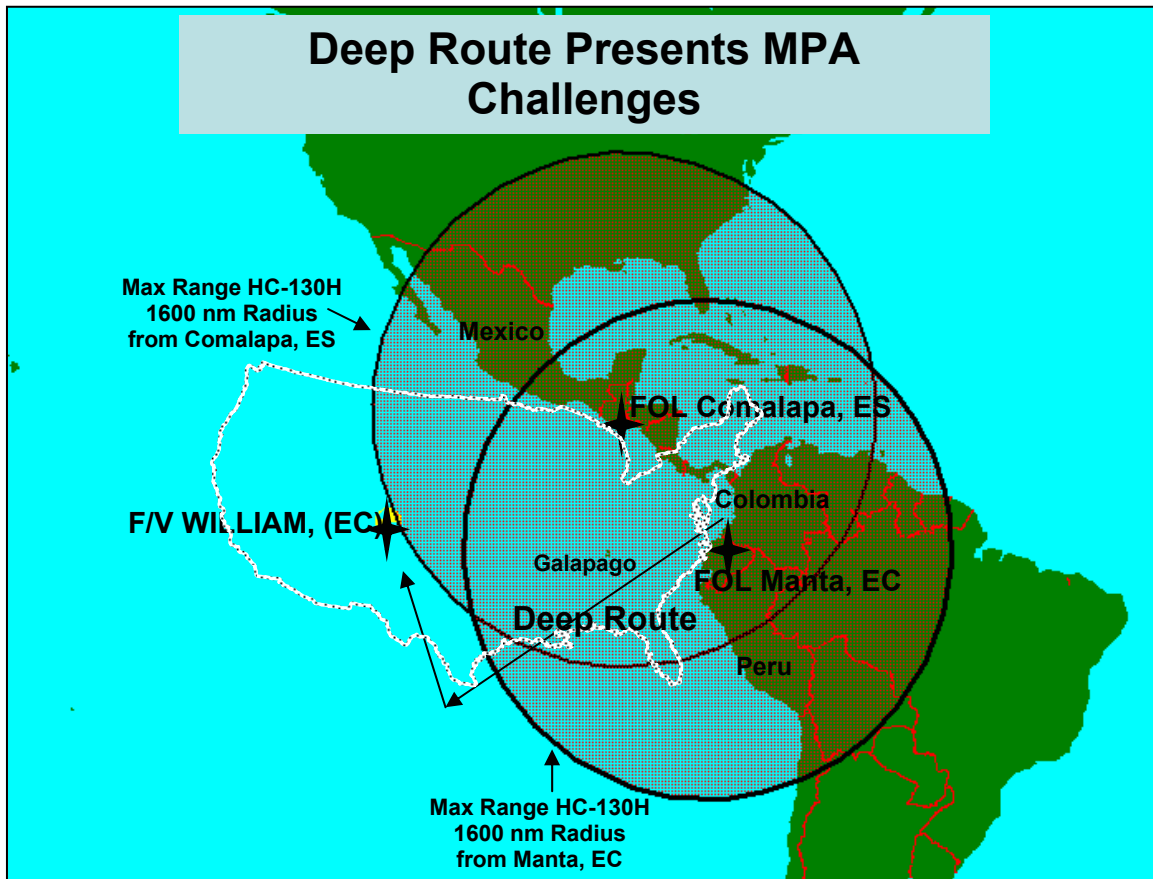 Deep Route Presents MPA
Challenges
Max Range HC-130H
1600 nm Radius
from Comalapa, ES
Mexico
FOL Comalapa, ES
F/V WILLIAM, (EC)
Colombia
Galapago
FOL Manta, EC
Deep Route
Peru
Max Range HC-130H
1600 nm Radius
from Manta, EC